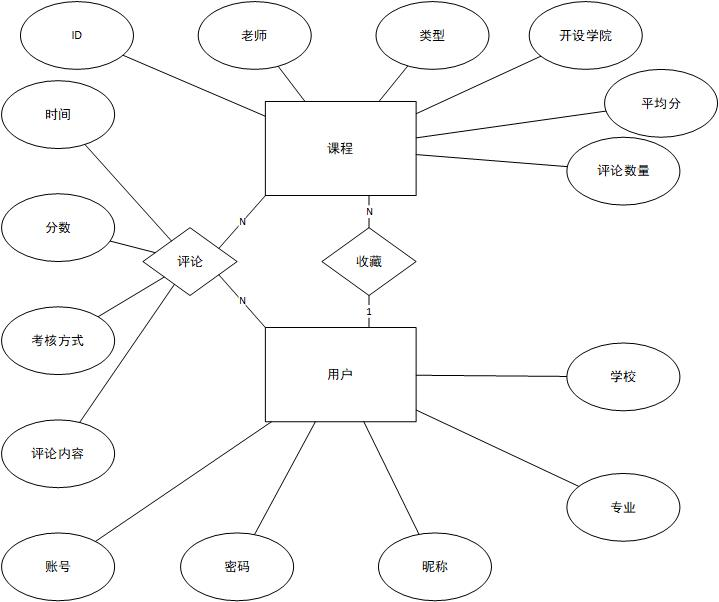 ID
老师
类型
开设学院
时间
平均分
课程
评论数量
N
N
分数
评论
收藏
N
1
考核方式
用户
学校
评论内容
专业
账号
密码
昵称